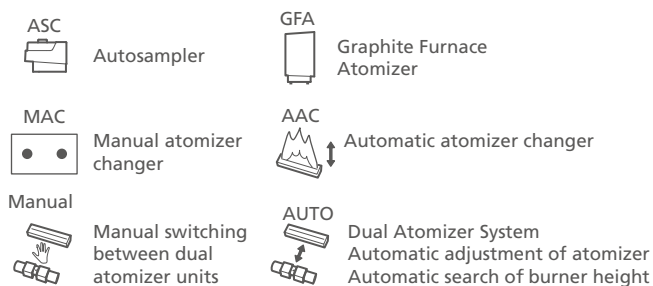 ASC
Autosampler
GFA
Graphite Furnace
Atomizer
MAC
Manual atomizer
changer
AAC
Automatic atomizer changer
Manual
Manual switching
between dual
atomizer units
AUTO
Dual Atomizer System
Automatic adjustment of atomizer
Automatic search of burner height